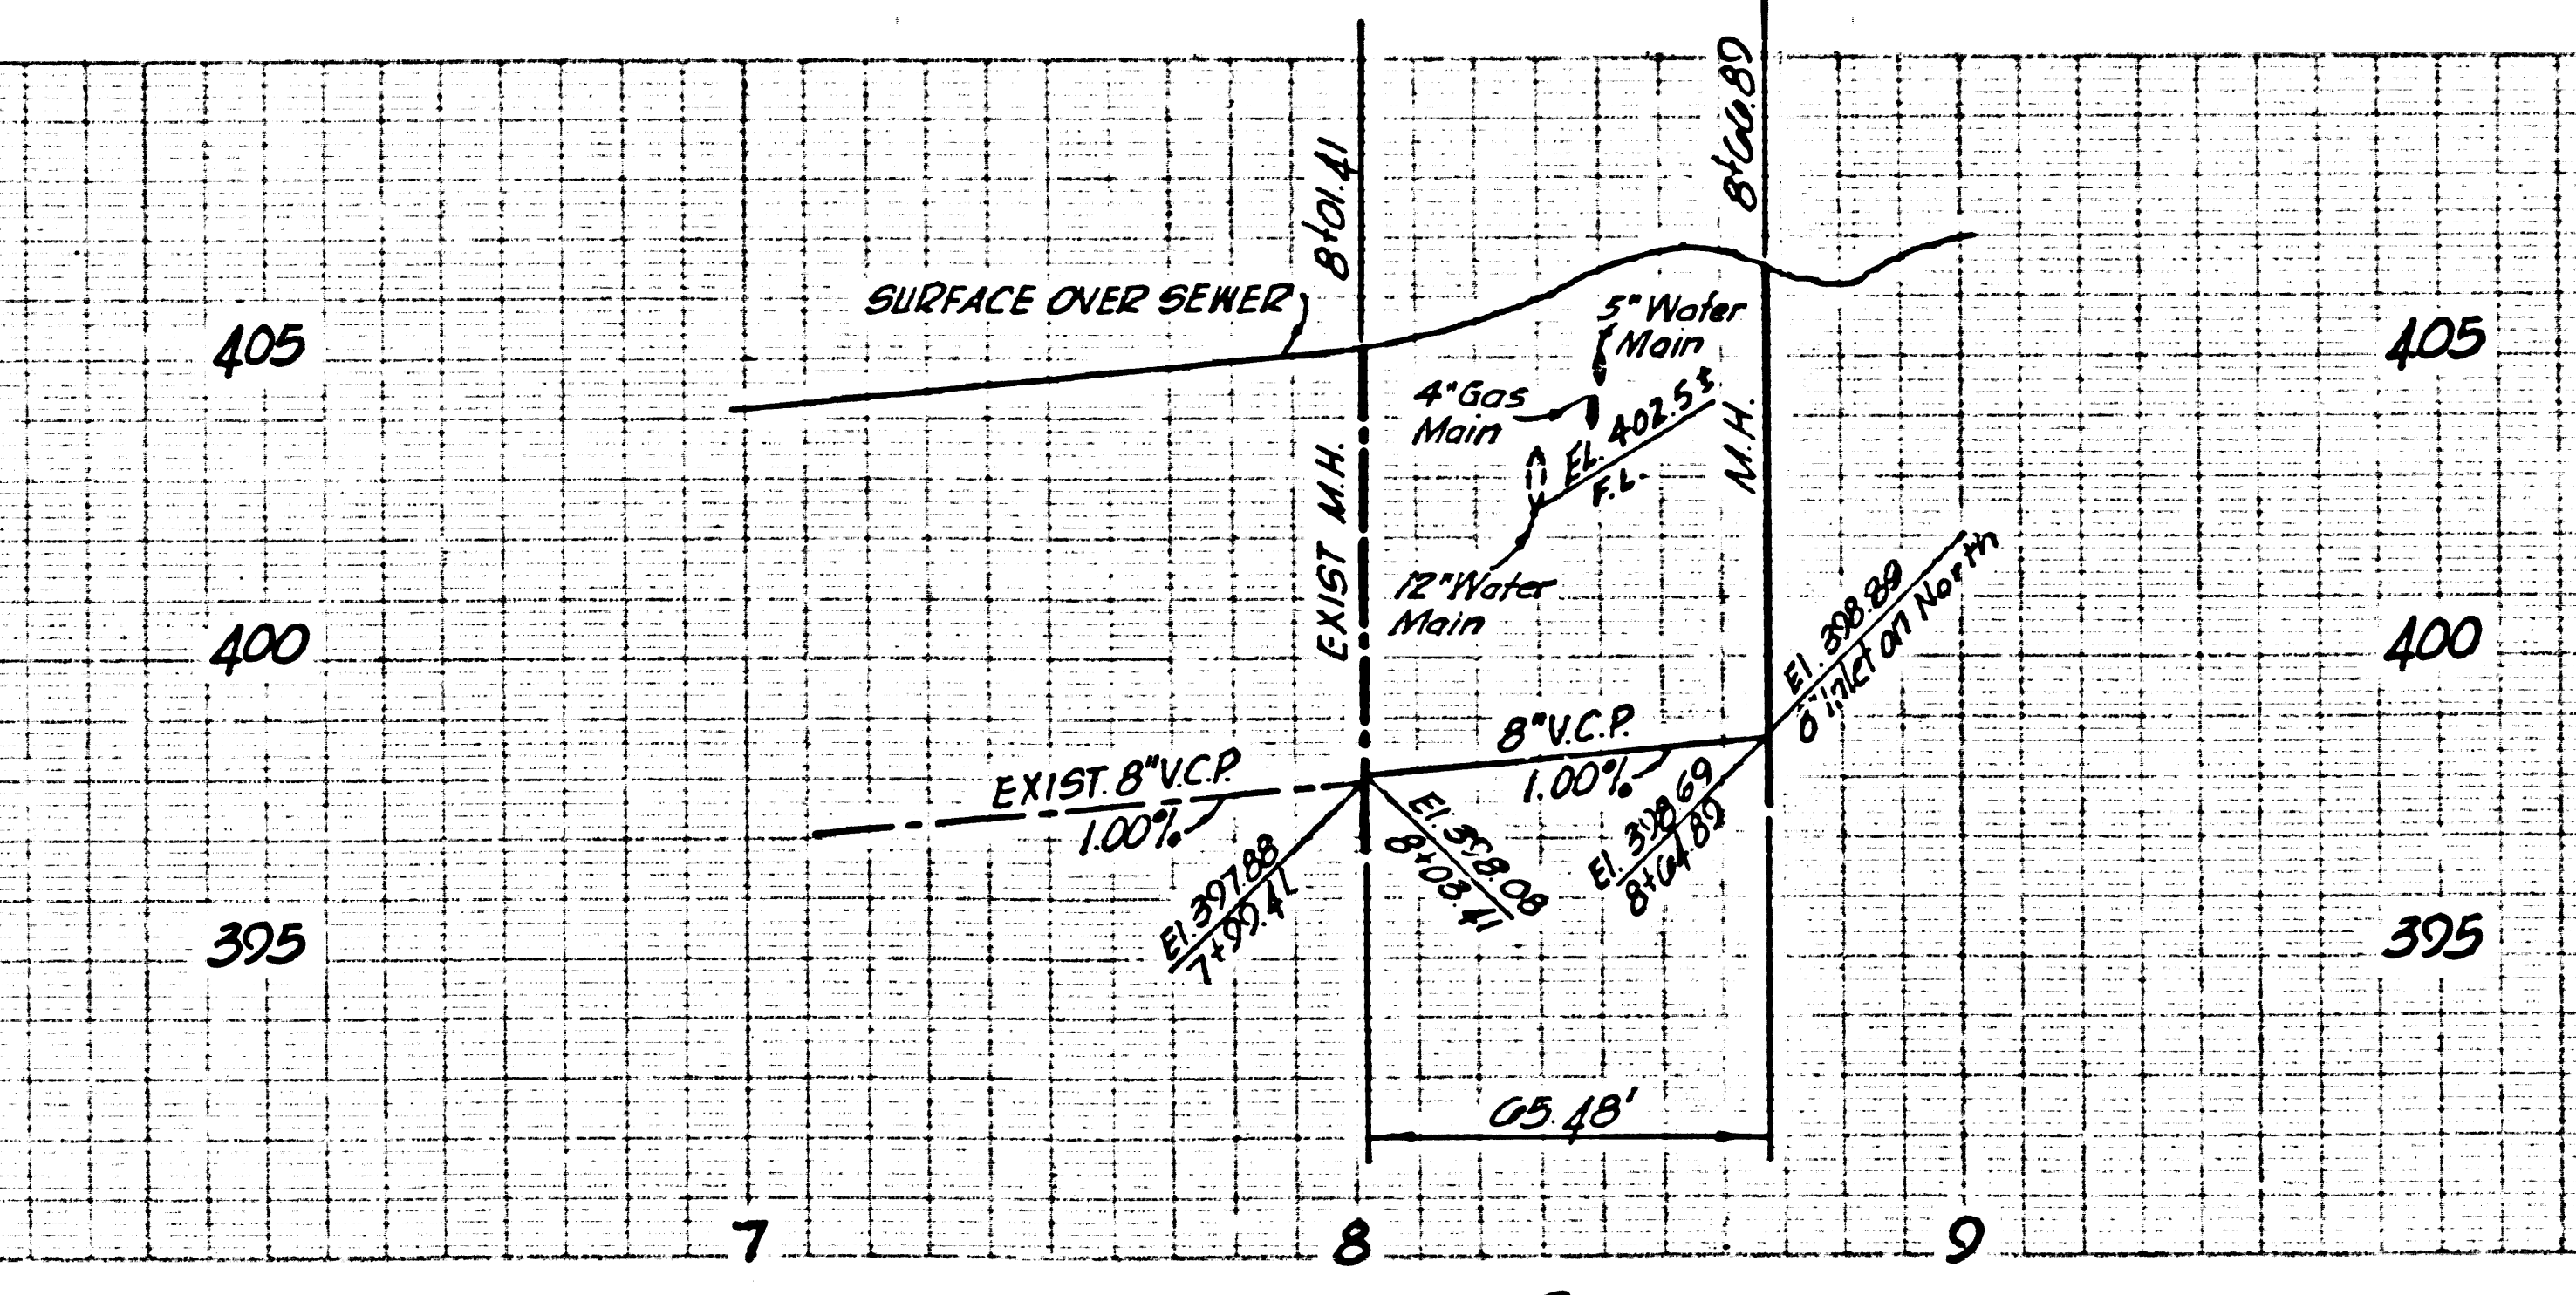 8+01.41
8+66.89
SURFACE OVER SEWER
405
405
5" Water
Main
4" Gas
Main
EL. 402.5±
F.L.
M.H.
EXIST M.H.
12" Water
Main
400
400
El. 398.89
8" inlet on North
8" V.C.P.
1.00%
EXIST. 8" V.C.P.
1.00%
El. 397.88
7+99.41
El. 398.08
8+03.41
El. 398.69
8+64.89
395
395
65.48'
7
8
9